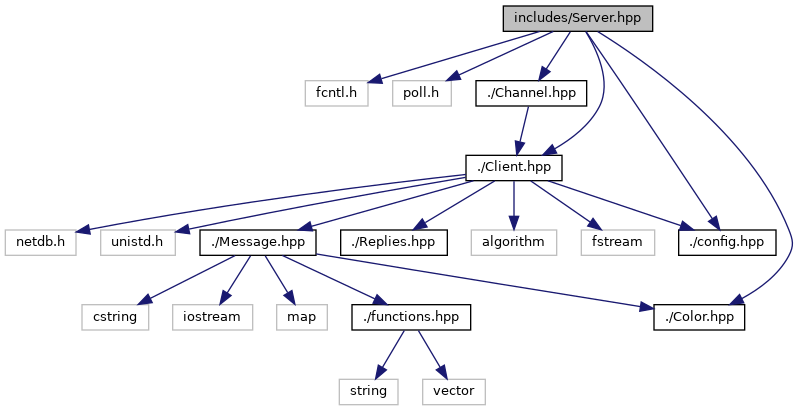 includes/Server.hpp
fcntl.h
poll.h
./Channel.hpp
./Client.hpp
netdb.h
unistd.h
./Message.hpp
./Replies.hpp
algorithm
fstream
./config.hpp
cstring
iostream
map
./functions.hpp
./Color.hpp
string
vector